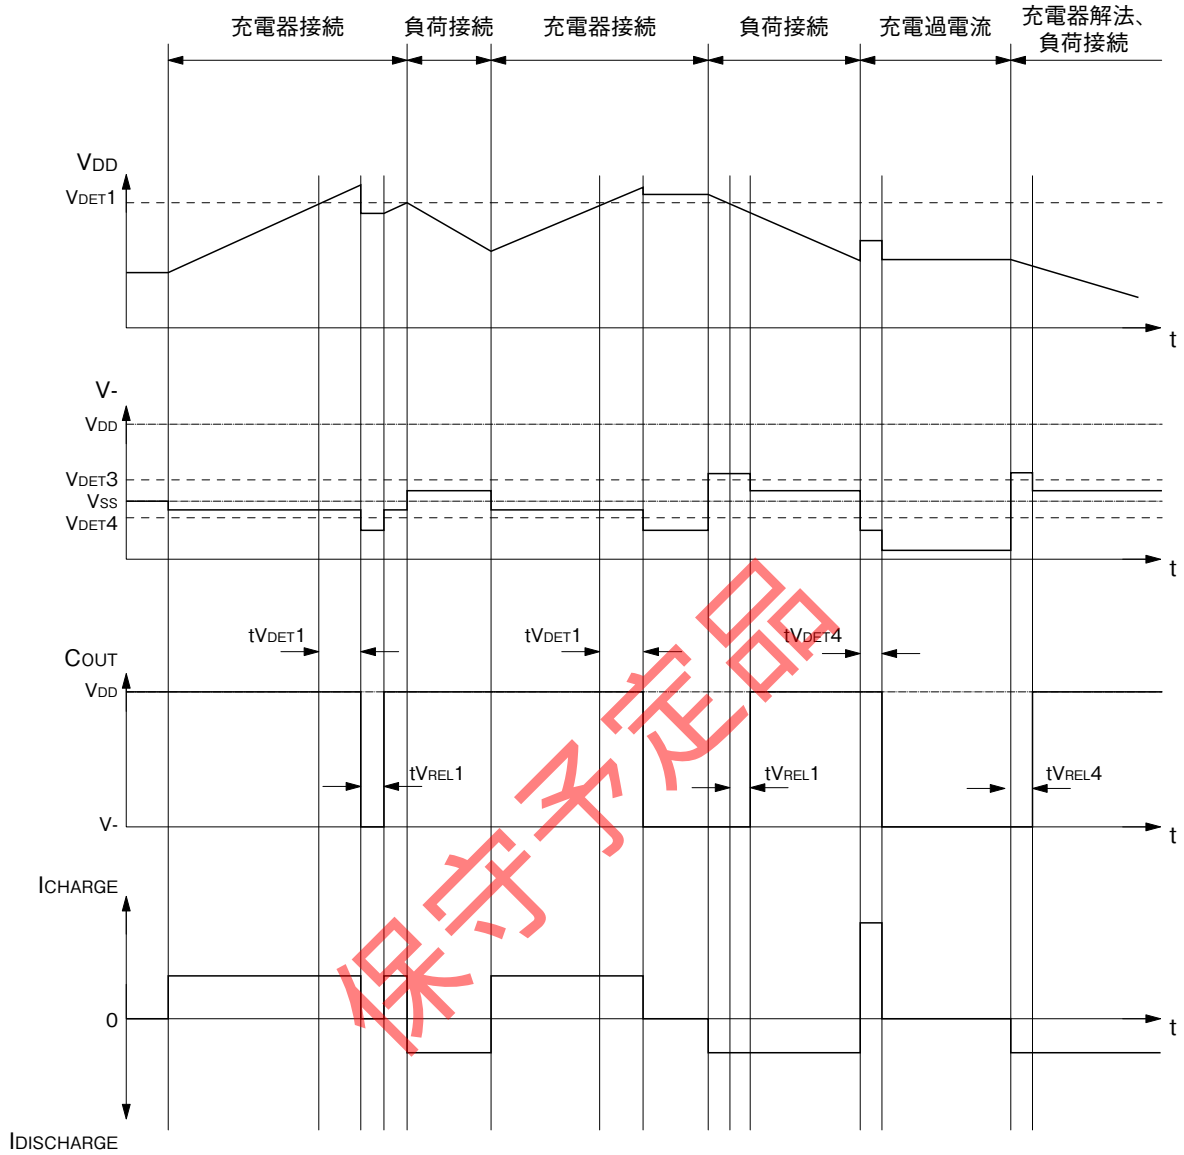 充電器接続
負荷接続
充電器接続
負荷接続
充電過電流
充電器解法、
負荷接続
VDD
VDET1
t
V-
VDD
VDET3
VSS
VDET4
t
tVDET1
tVDET1
tVDET4
COUT
VDD
tVREL1
tVREL1
tVREL4
V-
t
ICHARGE
0
t
IDISCHARGE
保守予定品